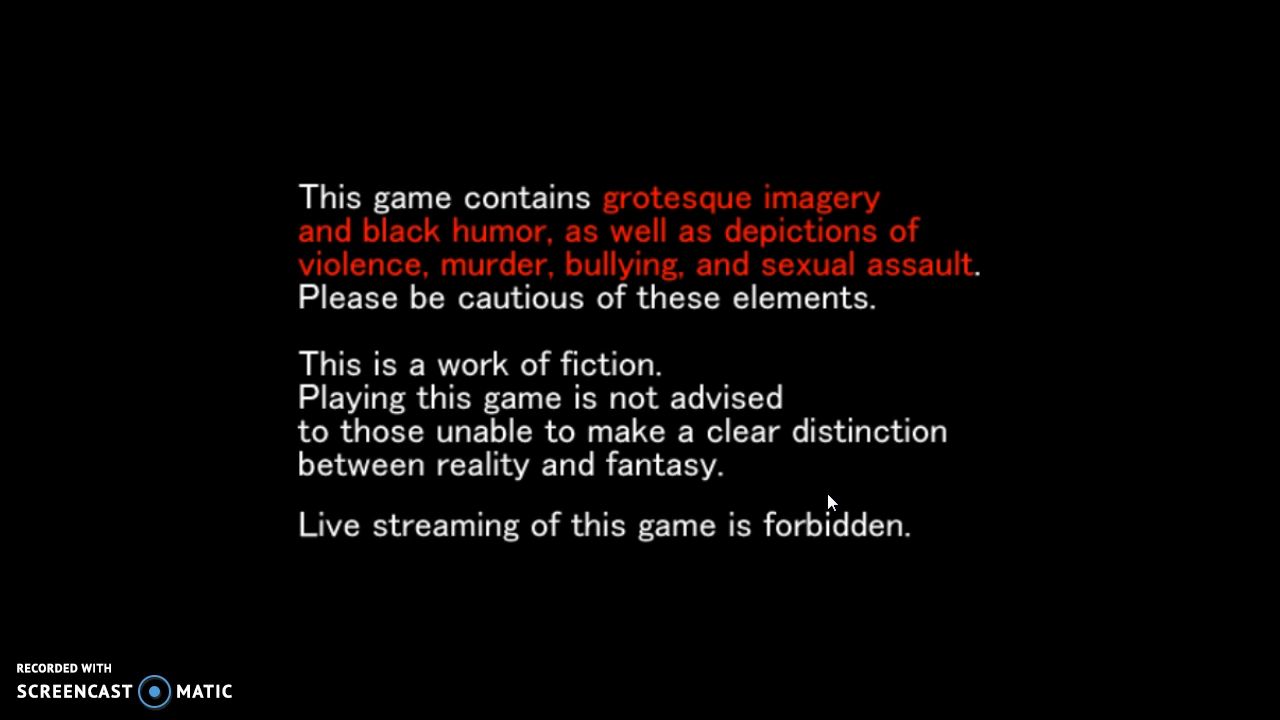 This game contains grotesque imagery
and black humor, as well as depictions of
violence, murder, bullying, and sexual assault.
Please be cautious of these elements.
This is a work of fiction.
Playing this game is not advised
to those unable to make a clear distinction
between reality and fantasy.
Live streaming of this game is forbidden.
RECORDED WITH
SCREENCAST MATIC